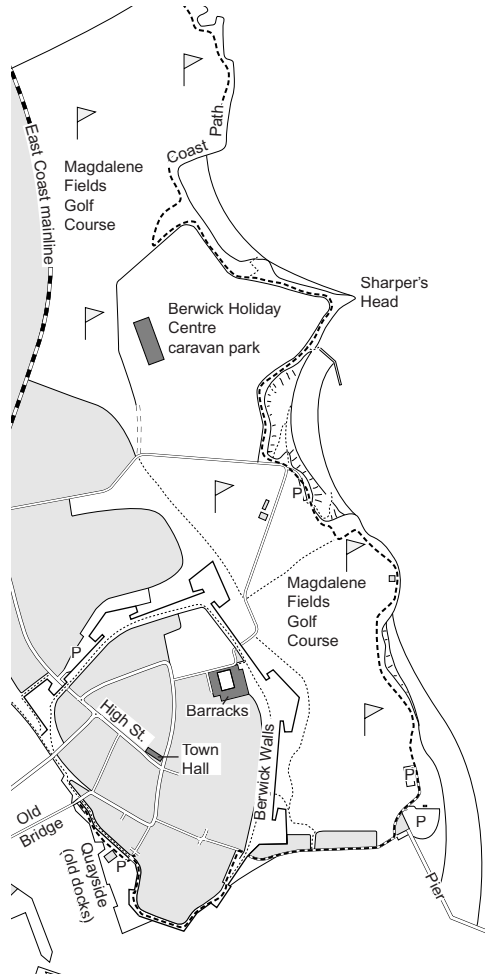 Coast Path
East Coast mainline
Magdalene
Fields
Golf
Course
Sharper's
Head
Berwick Holiday
Centre
caravan park
P
Magdalene
Fields
Golf
Course
P
Barracks
High St.
Town
Hall
Berwick Walls
P
P
Old
Bridge
P
Quayside
(old docks)
Pier